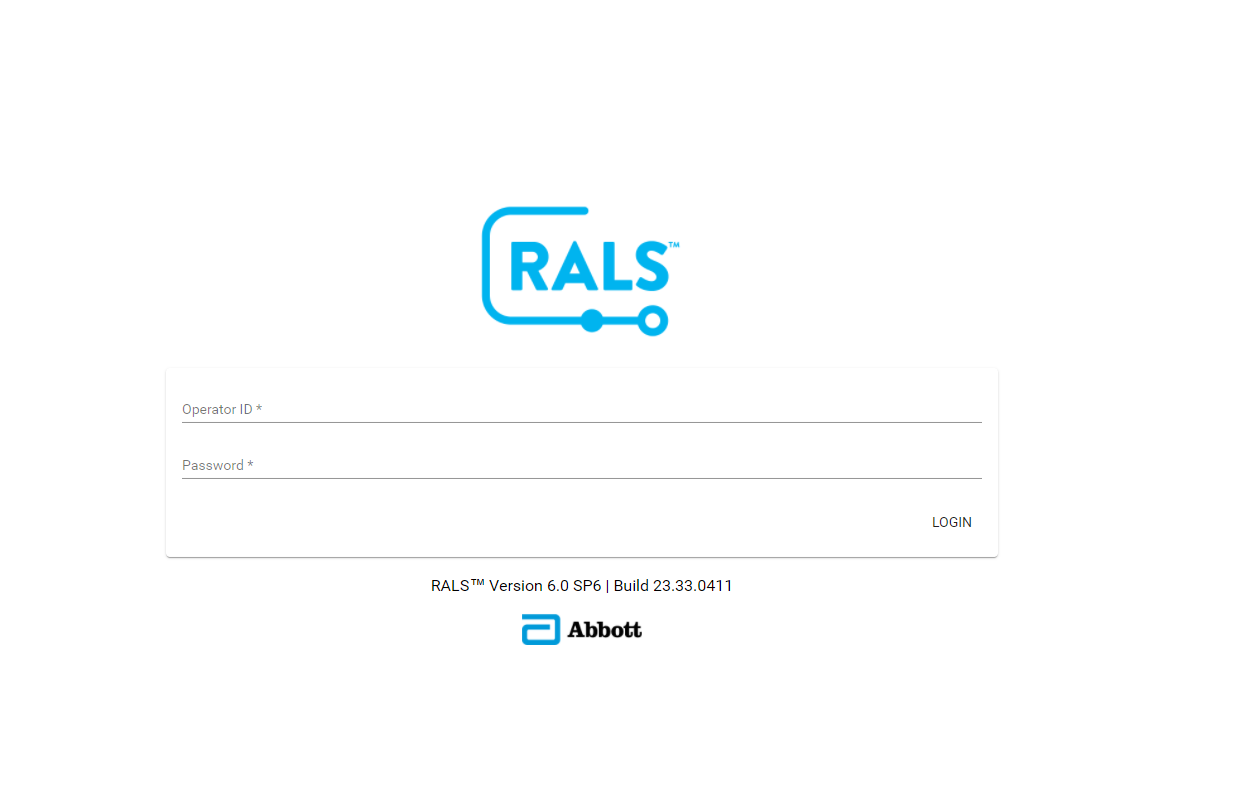 RALS™
Operator ID *
Password *
LOGIN
RALS™ Version 6.0 SP6 | Build 23.33.0411
Abbott